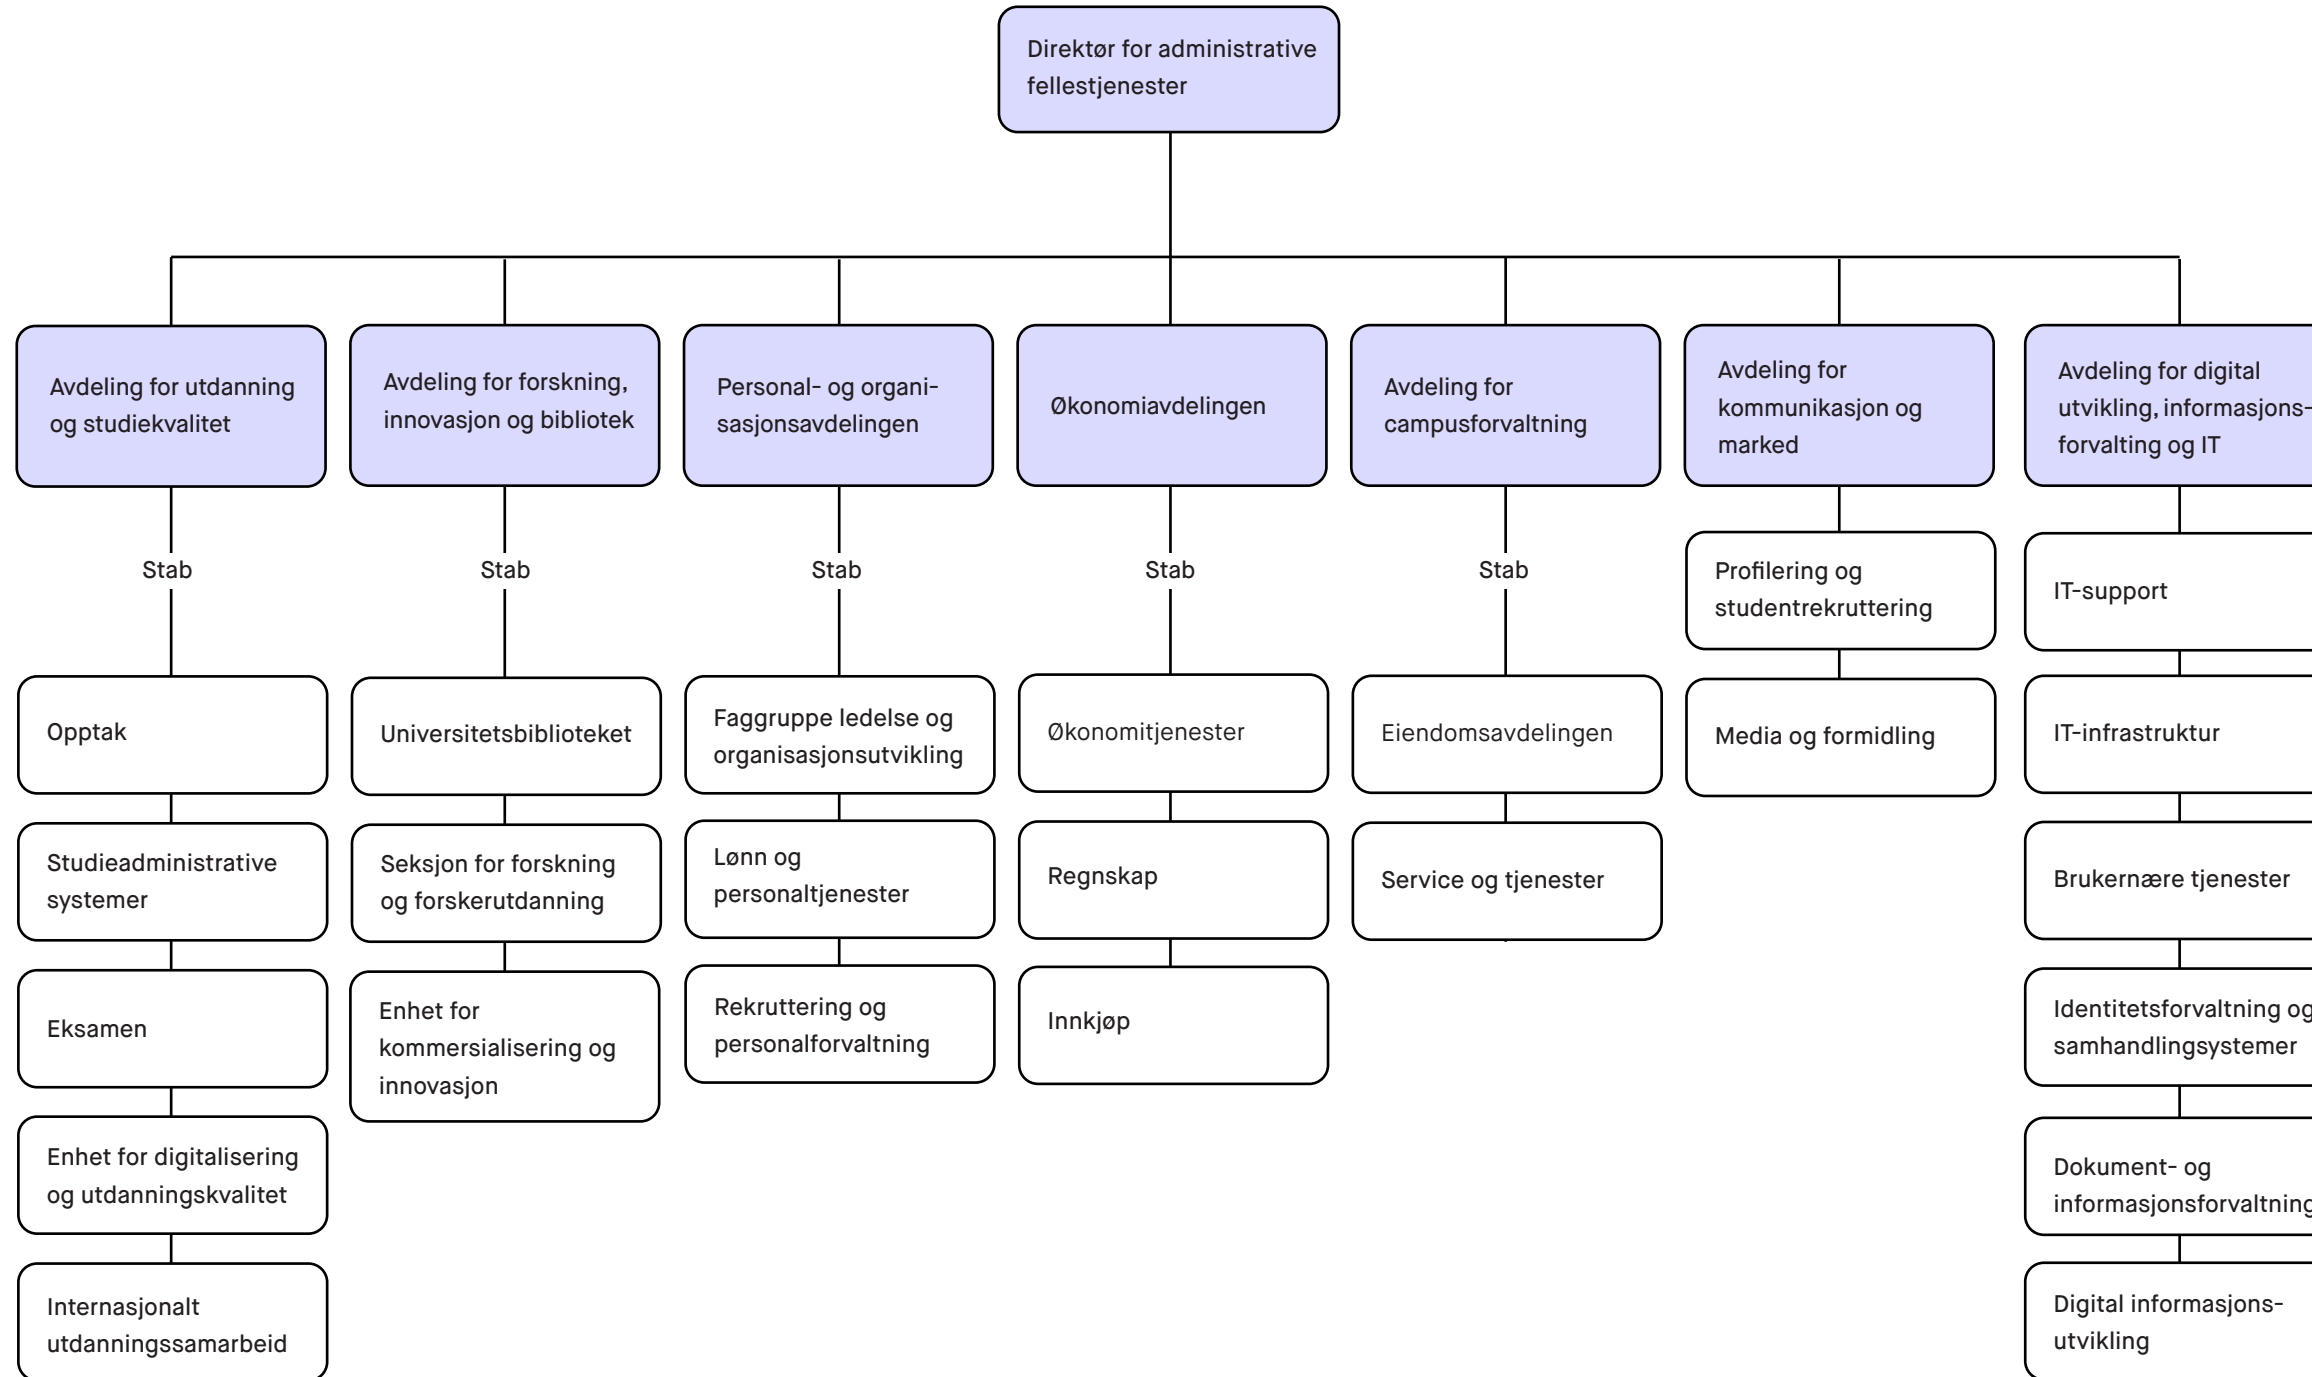 Direktør for administrative
fellestjenester
Avdeling for utdanning
og studiekvalitet
Avdeling for forskning,
innovasjon og bibliotek
Personal- og organi-
sasjonsavdelingen
Økonomiavdelingen
Avdeling for
campusforvaltning
Avdeling for
kommunikasjon og
marked
Avdeling for digital
utvikling, informasjons-
forvalting og IT
Stab
Stab
Stab
Stab
Stab
Opptak
Studieadministrative
systemer
Eksamen
Enhet for digitalisering
og utdanningskvalitet
Internasjonalt
utdanningssamarbeid
Universitetsbiblioteket
Seksjon for forskning
og forskerutdanning
Enhet for
kommersialisering og
innovasjon
Faggruppe ledelse og
organisasjonsutvikling
Lønn og
personaltjenester
Rekruttering og
personalforvaltning
Økonomitjenester
Regnskap
Innkjøp
Eiendomsavdelingen
Service og tjenester
Profilering og
studentrekruttering
Media og formidling
IT-support
IT-infrastruktur
Brukernære tjenester
Identitetsforvaltning og
samhandlingsystemer
Dokument- og
informasjonsforvaltning
Digital informasjons-
utvikling